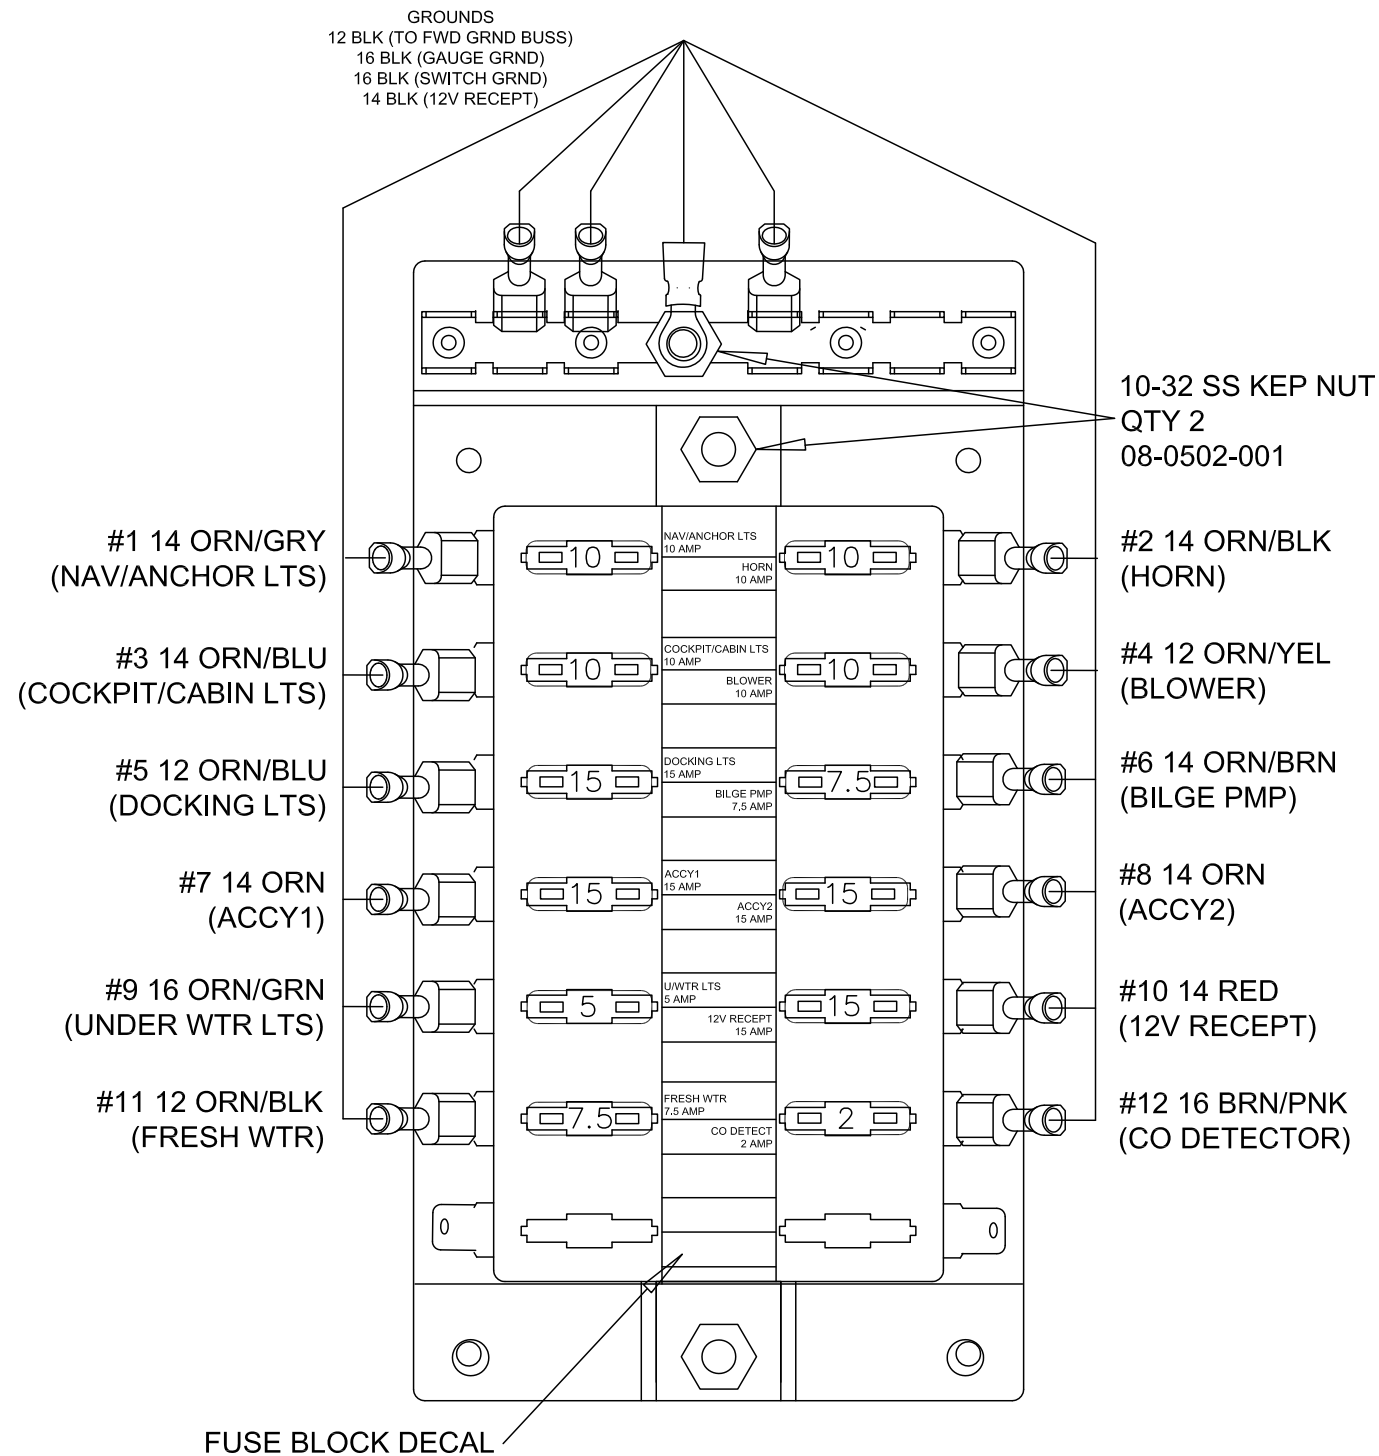 GROUNDS
12 BLK (TO FWD GRND BUSS)
16 BLK (GAUGE GRND)
16 BLK (SWITCH GRND)
14 BLK (12V RECEPT)
10-32 SS KEP NUT
QTY 2
08-0502-001
#1 14 ORN/GRY
(NAV/ANCHOR LTS)
10
NAV/ANCHOR LTS
10 AMP
HORN
10 AMP
10
#2 14 ORN/BLK
(HORN)
#3 14 ORN/BLU
(COCKPIT/CABIN LTS)
10
COCKPIT/CABIN LTS
10 AMP
BLOWER
10 AMP
10
#4 12 ORN/YEL
(BLOWER)
#5 12 ORN/BLU
(DOCKING LTS)
15
DOCKING LTS
15 AMP
BILGE PMP
7,5 AMP
7.5
#6 14 ORN/BRN
(BILGE PMP)
#7 14 ORN
(ACCY1)
15
ACCY1
15 AMP
ACCY2
15 AMP
15
#8 14 ORN
(ACCY2)
#9 16 ORN/GRN
(UNDER WTR LTS)
5
U/WTR LTS
5 AMP
12V RECEPT
15 AMP
15
#10 14 RED
(12V RECEPT)
#11 12 ORN/BLK
(FRESH WTR)
7.5
FRESH WTR
7.5 AMP
CO DETECT
2 AMP
2
#12 16 BRN/PNK
(CO DETECTOR)
FUSE BLOCK DECAL